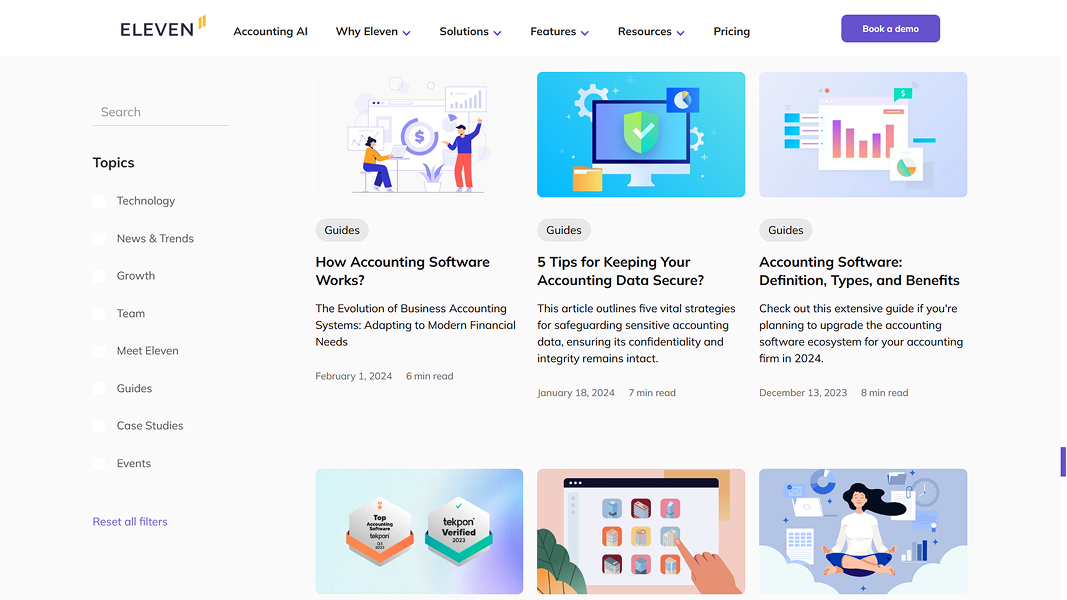 ELEVEN
Accounting AI
Why Eleven
Solutions
Features
Resources
Pricing
Book a demo
Search
Topics
Technology
News & Trends
Growth
Team
Meet Eleven
Guides
Case Studies
Events
Reset all filters
$
Guides
How Accounting Software
Works?
The Evolution of Business Accounting
Systems: Adapting to Modern Financial
Needs
February 1, 2024 6 min read
Guides
5 Tips for Keeping Your
Accounting Data Secure?
This article outlines five vital strategies
for safeguarding sensitive accounting
data, ensuring its confidentiality and
integrity remains intact.
January 18, 2024 7 min read
$
Guides
Accounting Software:
Definition, Types, and Benefits
Check out this extensive guide if you're
planning to upgrade the accounting
software ecosystem for your accounting
firm in 2024.
December 13, 2023 8 min read
Top
Accounting
Software
tekpon
Q3
2023
tekpon
Verified
2023